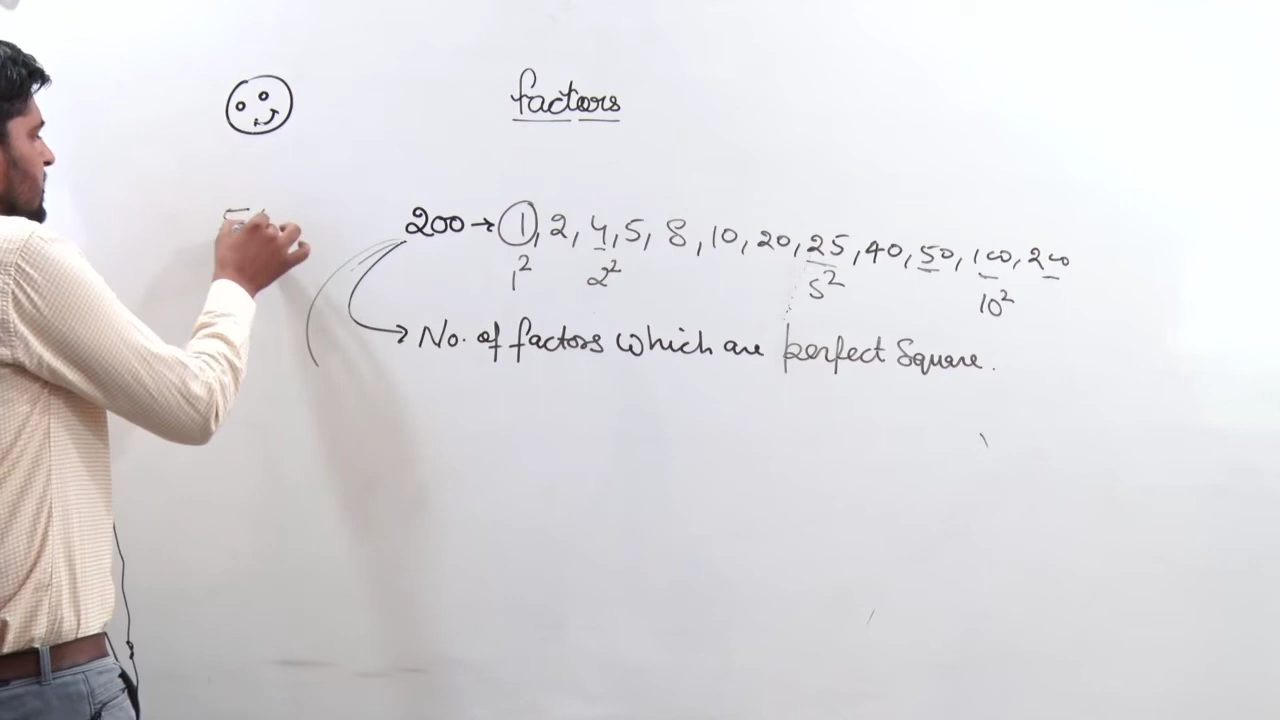 factors
200 → 1, 2, 4, 5, 8, 10, 20, 25, 40, 50, 100, 200
1² 2² 5² 10²
No. of factors which are perfect Square.